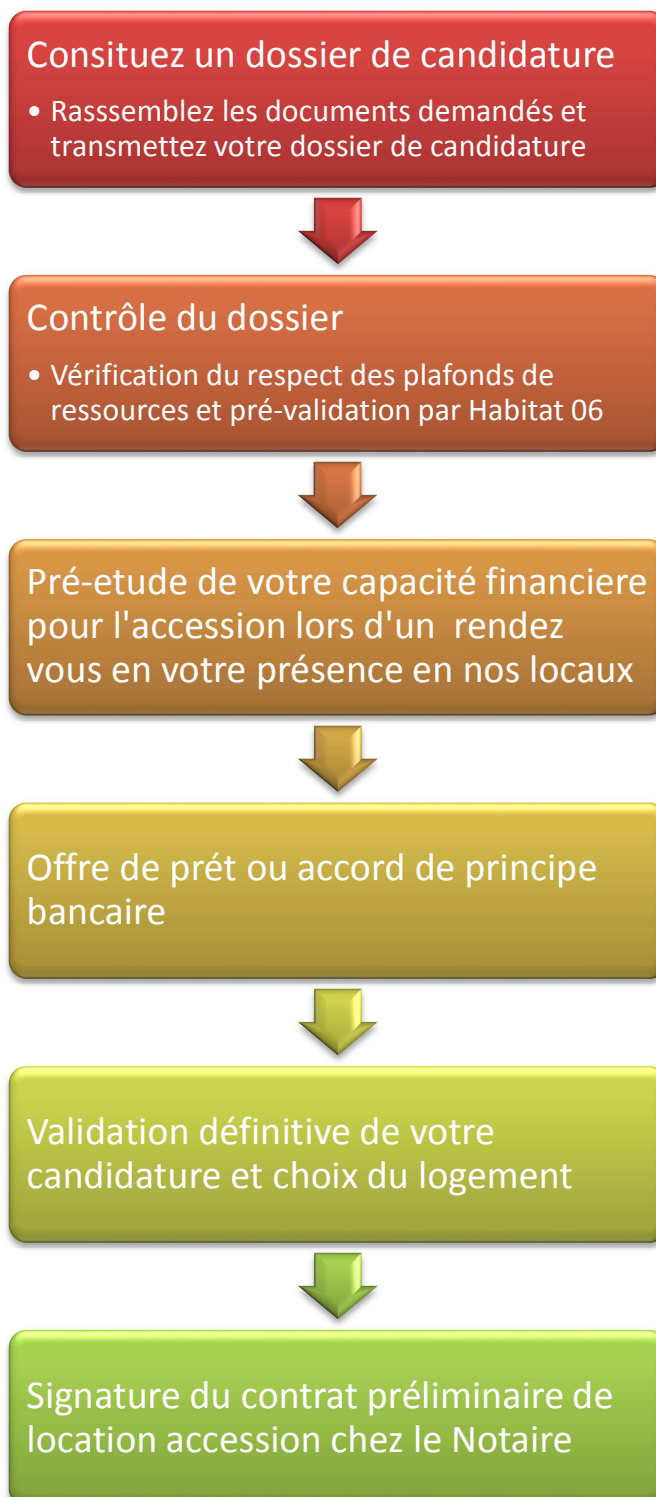 Consituez un dossier de candidature
• Rasssemblez les documents demandés et
transmettez votre dossier de candidature
Contrôle du dossier
• Vérification du respect des plafonds de
ressources et pré-validation par Habitat 06
Pré-etude de votre capacité financiere
pour l'accession lors d'un rendez
vous en votre présence en nos locaux
Offre de prét ou accord de principe
bancaire
Validation définitive de votre
candidature et choix du logement
Signature du contrat préliminaire de
location accession chez le Notaire